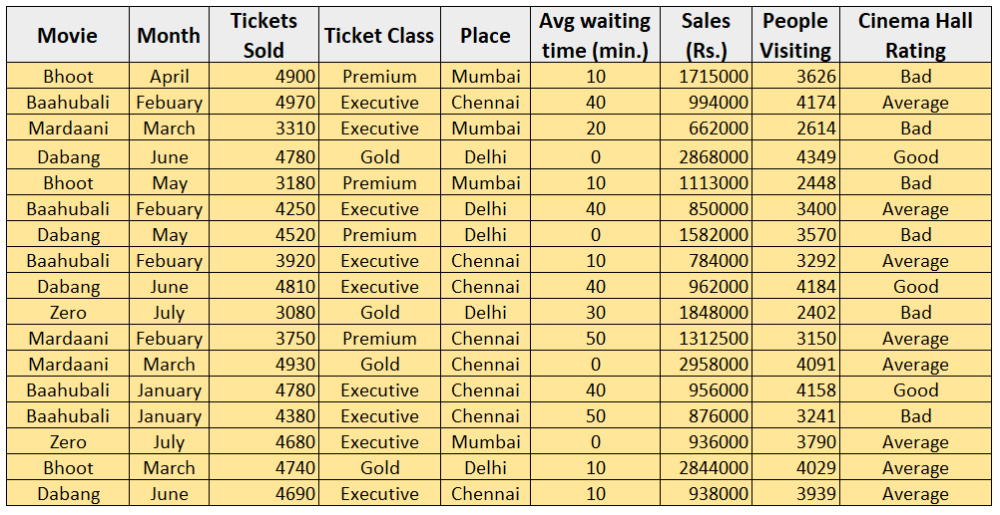 Movie Month Tickets Sold Ticket Class Place Avg waiting time (min.) Sales (Rs.) People Visiting Cinema Hall Rating
Bhoot April 4900 Premium Mumbai 10 1715000 3626 Bad
Baahubali Febuary 4970 Executive Chennai 40 994000 4174 Average
Mardaani March 3310 Executive Mumbai 20 662000 2614 Bad
Dabang June 4780 Gold Delhi 0 2868000 4349 Good
Bhoot May 3180 Premium Mumbai 10 1113000 2448 Bad
Baahubali Febuary 4250 Executive Delhi 40 850000 3400 Average
Dabang May 4520 Premium Delhi 0 1582000 3570 Bad
Baahubali Febuary 3920 Executive Chennai 10 784000 3292 Average
Dabang June 4810 Executive Chennai 40 962000 4184 Good
Zero July 3080 Gold Delhi 30 1848000 2402 Bad
Mardaani Febuary 3750 Premium Chennai 50 1312500 3150 Average
Mardaani March 4930 Gold Chennai 0 2958000 4091 Average
Baahubali January 4780 Executive Chennai 40 956000 4158 Good
Baahubali January 4380 Executive Chennai 50 876000 3241 Bad
Zero July 4680 Executive Mumbai 0 936000 3790 Average
Bhoot March 4740 Gold Delhi 10 2844000 4029 Average
Dabang June 4690 Executive Chennai 10 938000 3939 Average